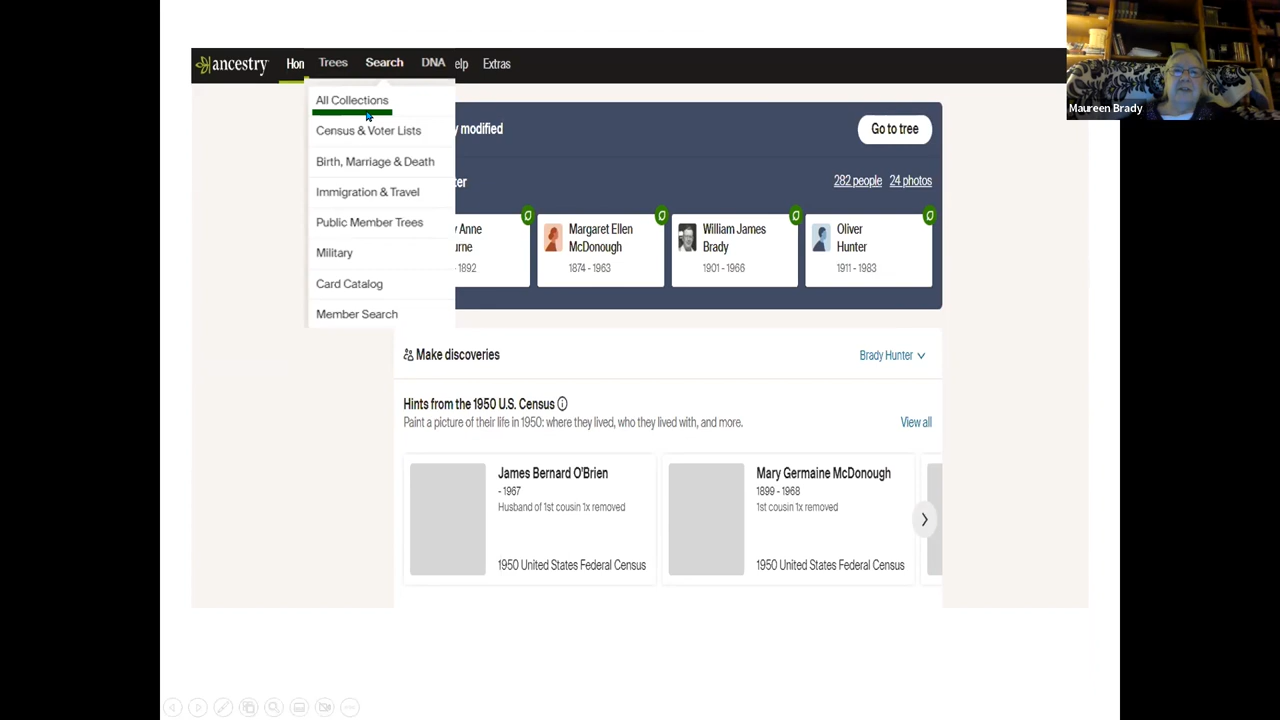 ancestry
Hon Trees Search DNA elp Extras
All Collections
Census & Voter Lists
Birth, Marriage & Death
Immigration & Travel
Public Member Trees
Military
Card Catalog
Member Search
y modified
Go to tree
ter
282 people 24 photos
y Anne
urne
- 1892
Margaret Ellen
McDonough
1874 - 1963
William James
Brady
1901 - 1966
Oliver
Hunter
1911 - 1983
Make discoveries
Brady Hunter
Hints from the 1950 U.S. Census
Paint a picture of their life in 1950: where they lived, who they lived with, and more.
View all
James Bernard O'Brien
- 1967
Husband of 1st cousin 1x removed
1950 United States Federal Census
Mary Germaine McDonough
1899 - 1968
1st cousin 1x removed
1950 United States Federal Census
Maureen Brady